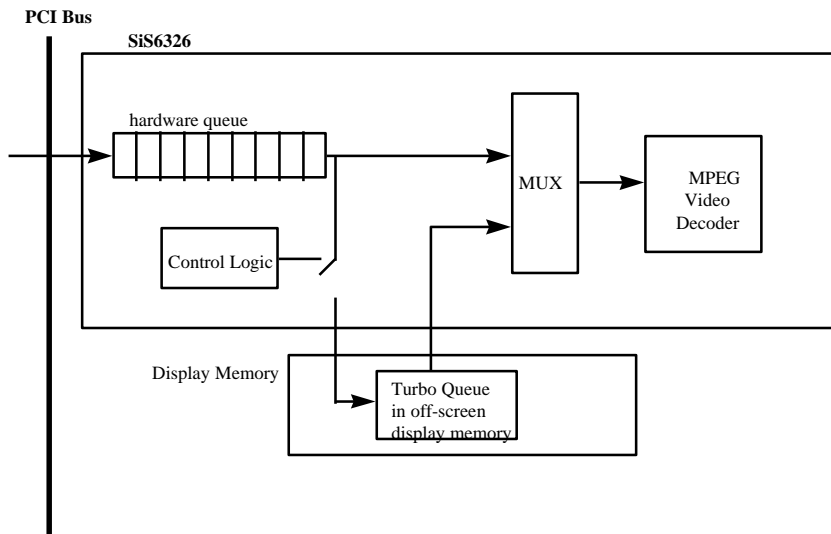 PCI Bus
SiS6326
hardware queue
MUX
MPEG
Video
Decoder
Control Logic
Display Memory
Turbo Queue
in off-screen
display memory